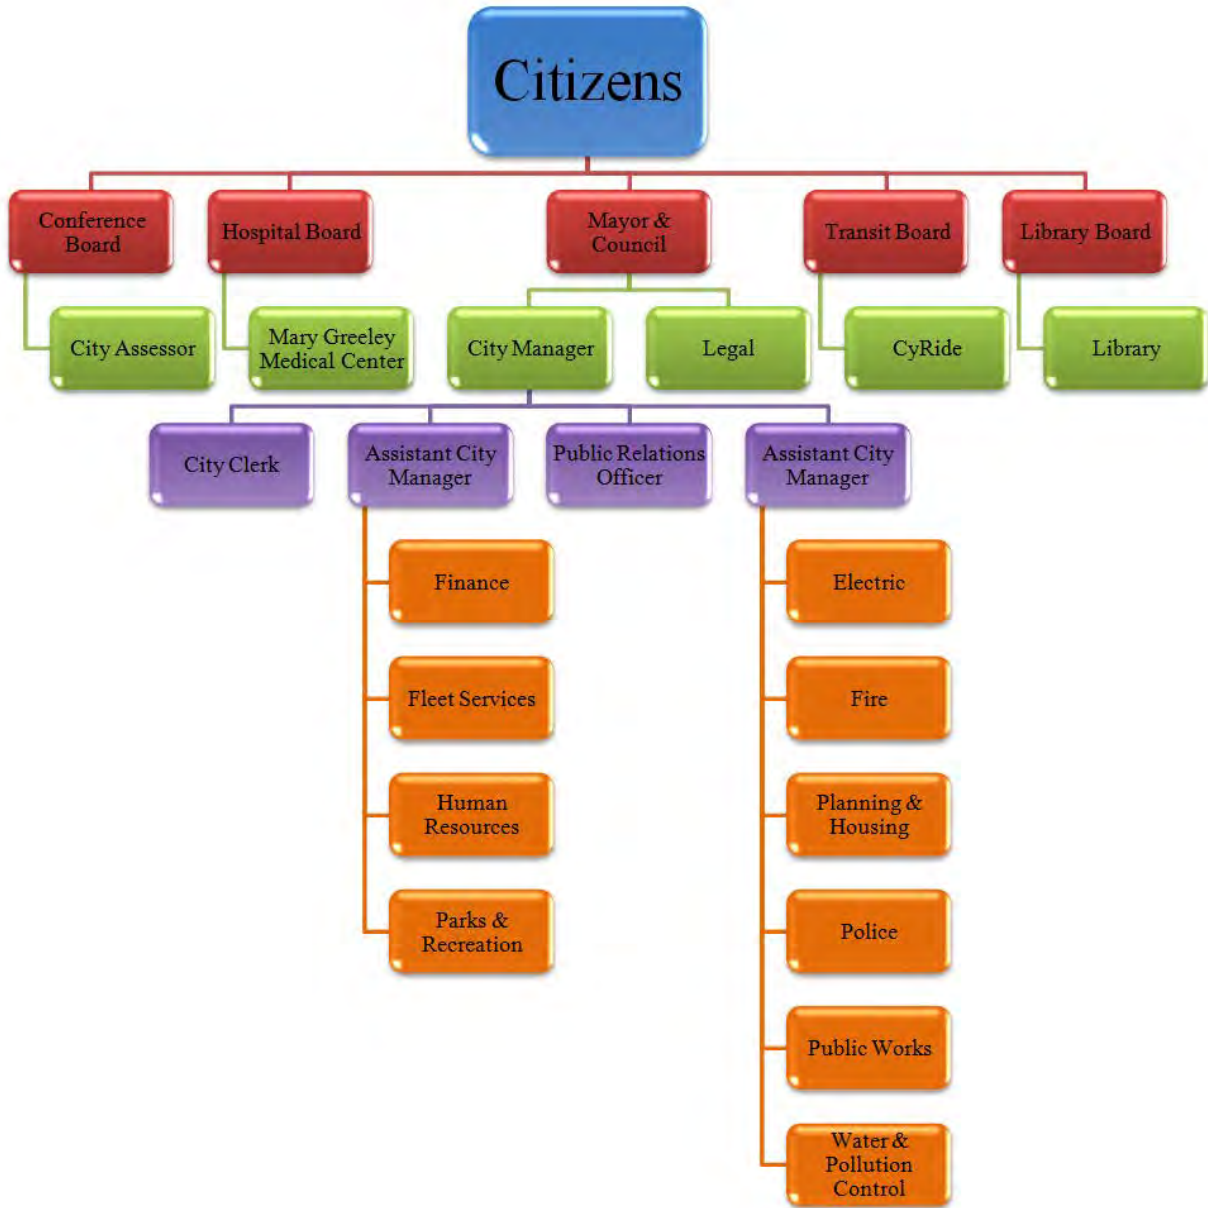 Citizens
Conference
Board
Hospital Board
Mayor &
Council
Transit Board
Library Board
City Assessor
Mary Greeley
Medical Center
City Manager
Legal
CyRide
Library
City Clerk
Assistant City
Manager
Public Relations
Officer
Assistant City
Manager
Finance
Fleet Services
Human
Resources
Parks &
Recreation
Electric
Fire
Planning &
Housing
Police
Public Works
Water &
Pollution
Control